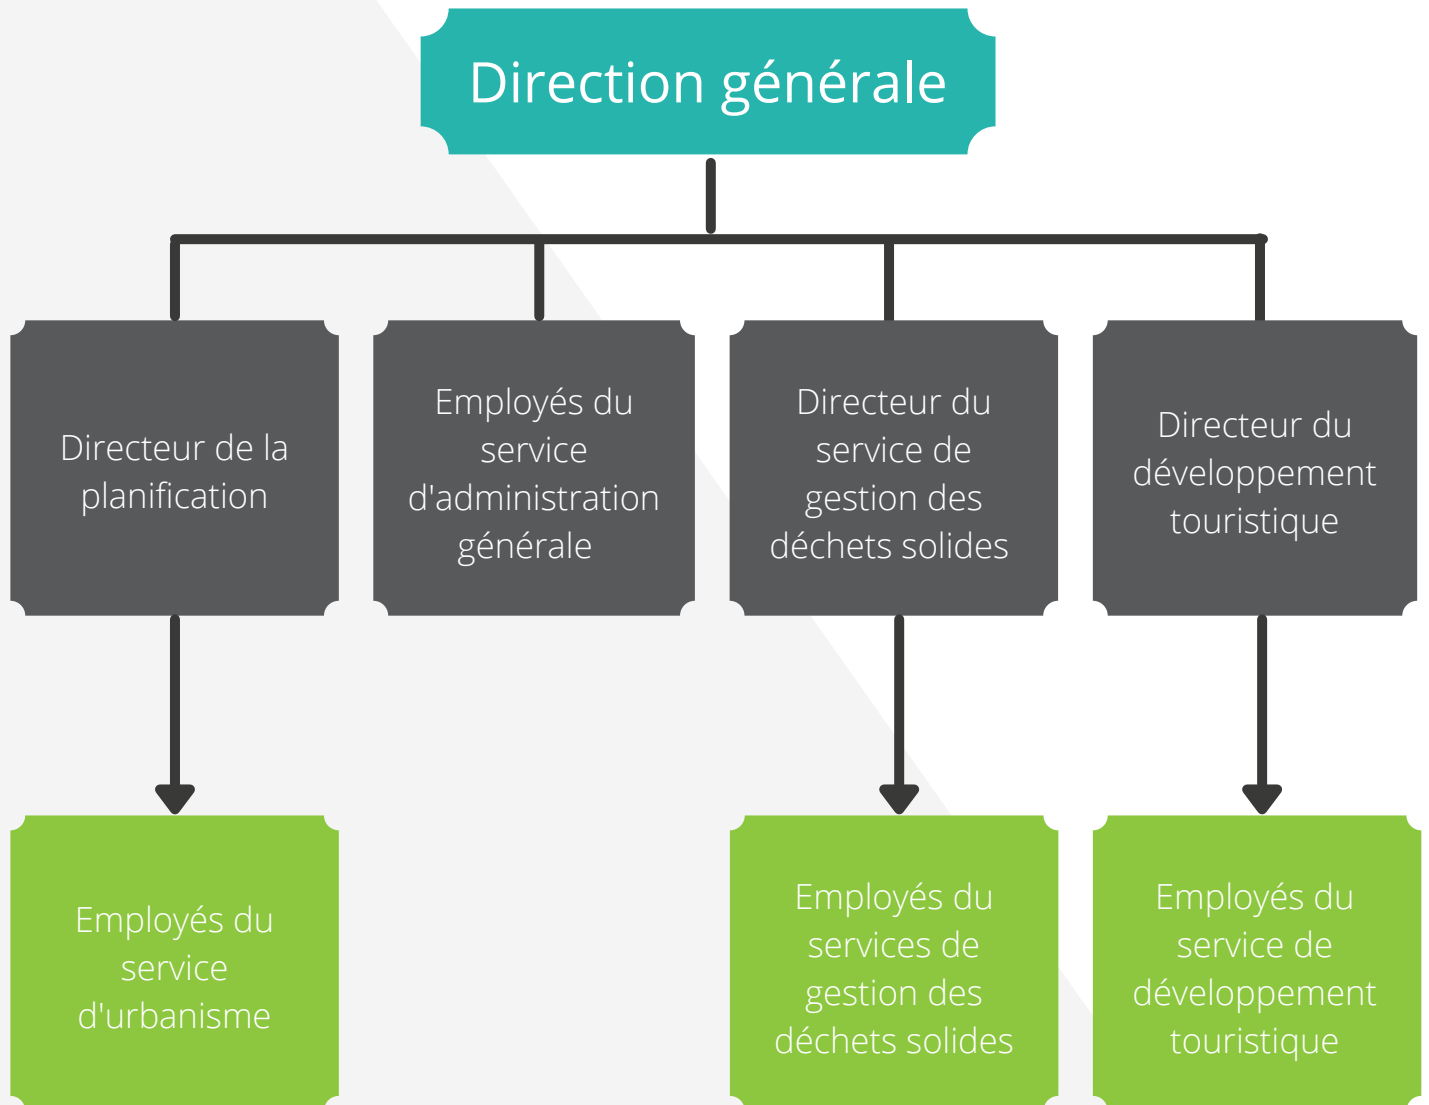 Direction générale
Directeur de la
planification
Employés du
service
d'administration
générale
Directeur du
service de
gestion des
déchets solides
Directeur du
développement
touristique
Employés du
service
d'urbanisme
Employés du
services de
gestion des
déchets solides
Employés du
service de
développement
touristique